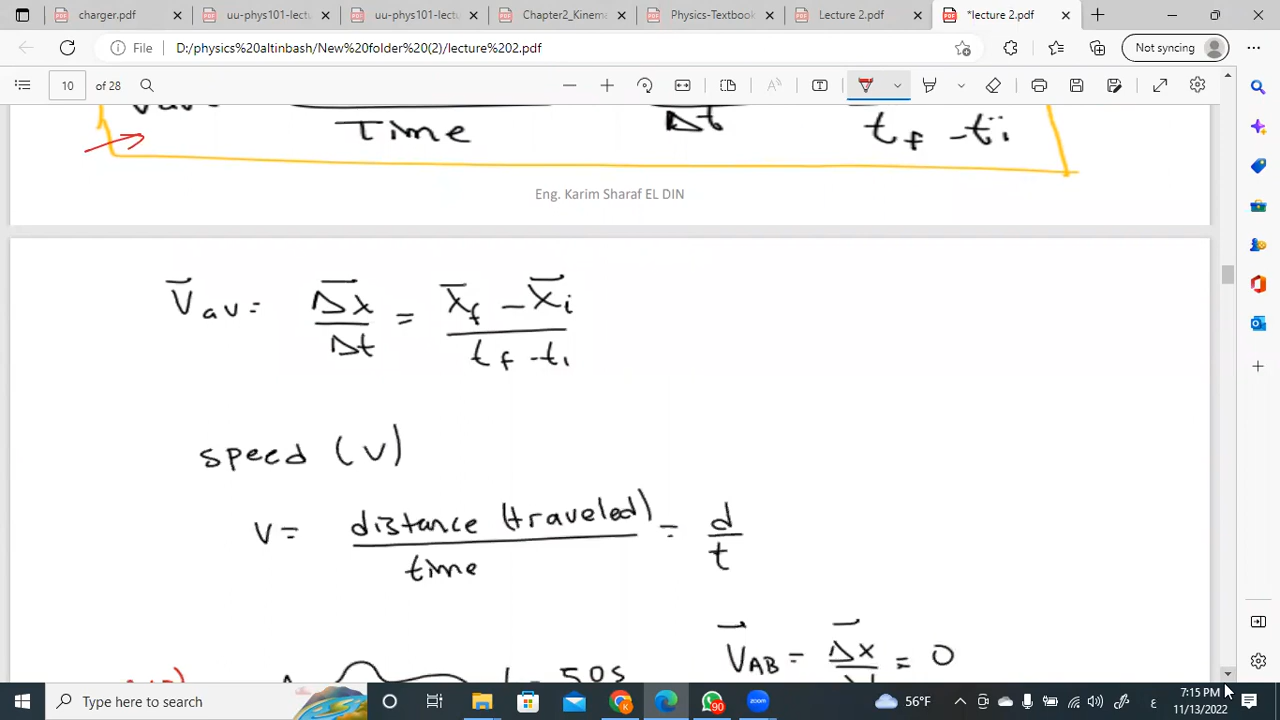 charger.pdf
uu-phys101-lectu
uu-phys101-lectu
Chapter2_Kinema
Physics-Textbook
Lecture 2.pdf
*lecture 2.pdf
File D:/physics%20altinbash/New%20folder%20(2)/lecture%202.pdf
Not syncing
10 of 28
Time Δt tf -ti
Eng. Karim Sharaf EL DIN
Vav= Δx/Δt = xf - xi / tf -ti
speed (v)
v = distance (traveled) / time = d/t
VAB = Δx = 0
50s
Type here to search
90
zoom
56°F
ع
7:15 PM
11/13/2022